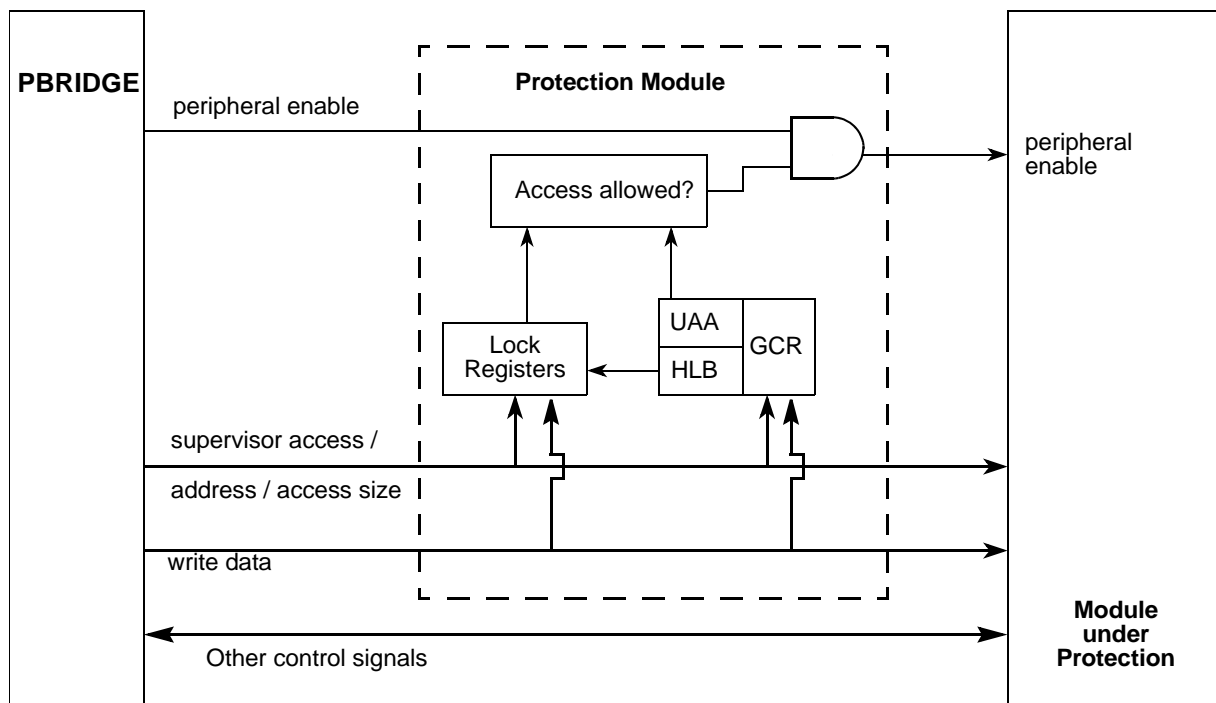 PBRIDGE
Protection Module
peripheral enable
peripheral
enable
Access allowed?
UAA
GCR
HLB
Lock
Registers
supervisor access /
address / access size
write data
Module
under
Protection
Other control signals